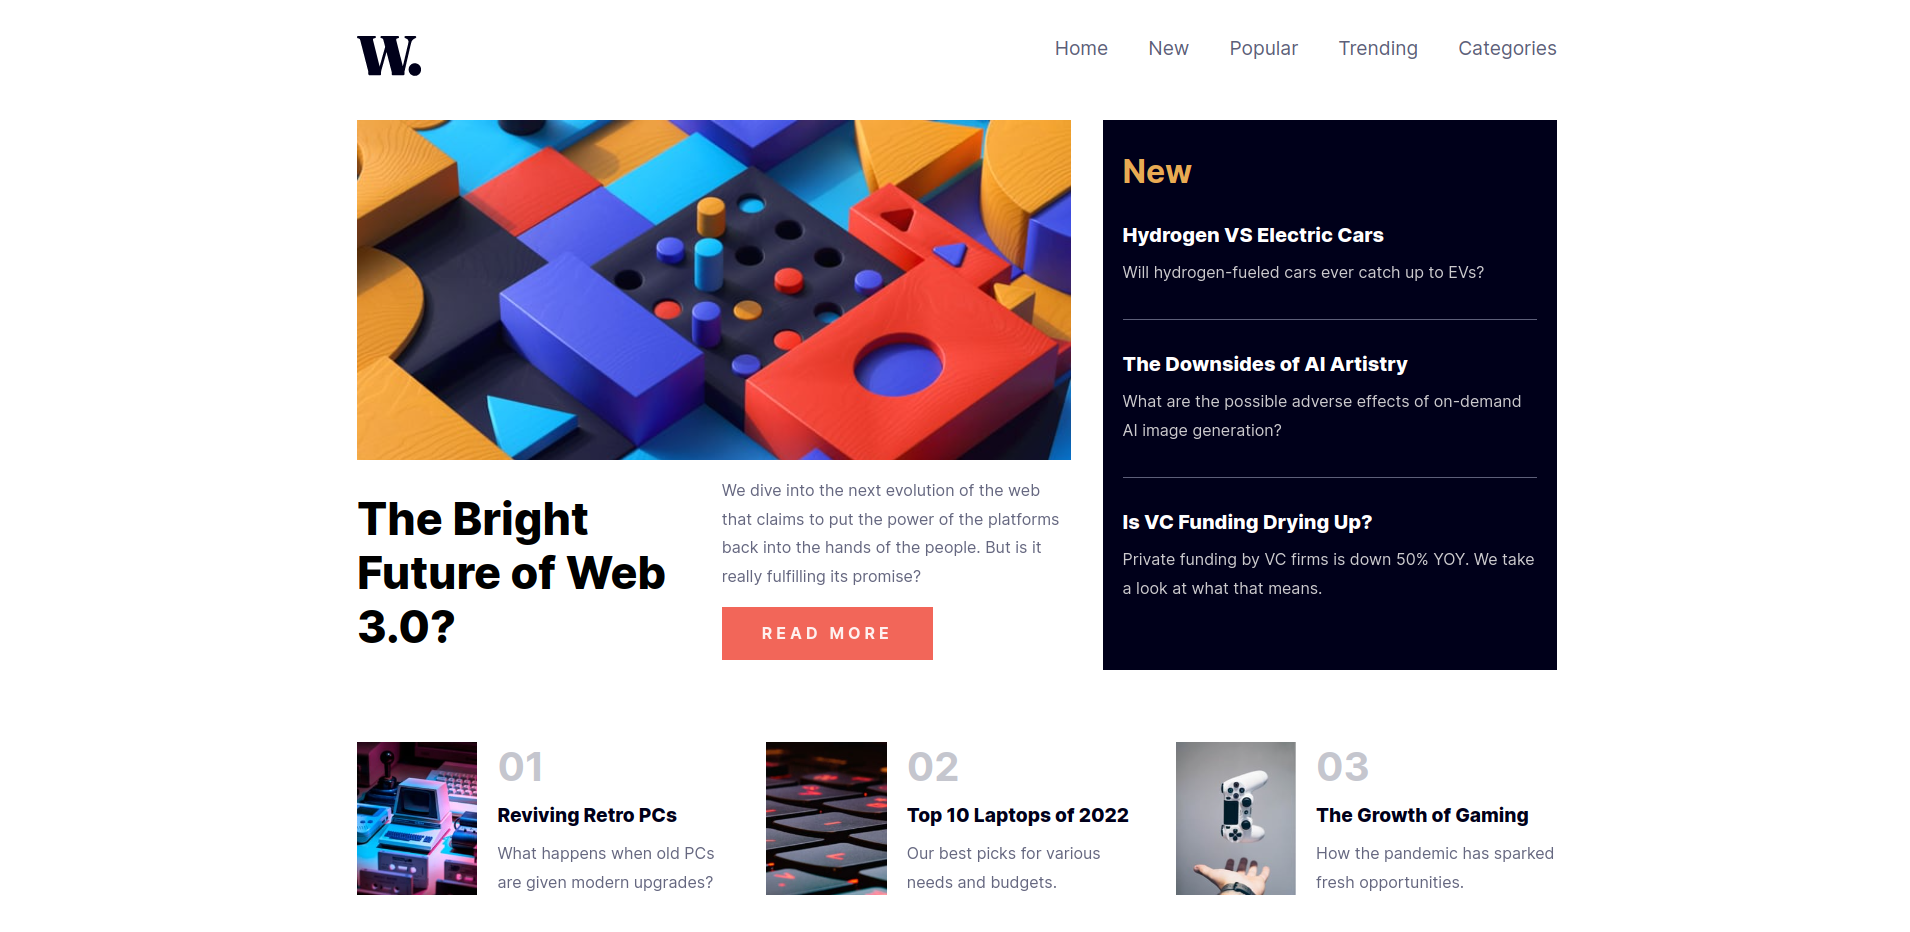 W.
Home New Popular Trending Categories
New
Hydrogen VS Electric Cars
Will hydrogen-fueled cars ever catch up to EVs?
The Downsides of AI Artistry
What are the possible adverse effects of on-demand
AI image generation?
Is VC Funding Drying Up?
Private funding by VC firms is down 50% YOY. We take
a look at what that means.
The Bright
Future of Web
3.0?
We dive into the next evolution of the web
that claims to put the power of the platforms
back into the hands of the people. But is it
really fulfilling its promise?
READ MORE
01
Reviving Retro PCs
What happens when old PCs
are given modern upgrades?
02
Top 10 Laptops of 2022
Our best picks for various
needs and budgets.
03
The Growth of Gaming
How the pandemic has sparked
fresh opportunities.